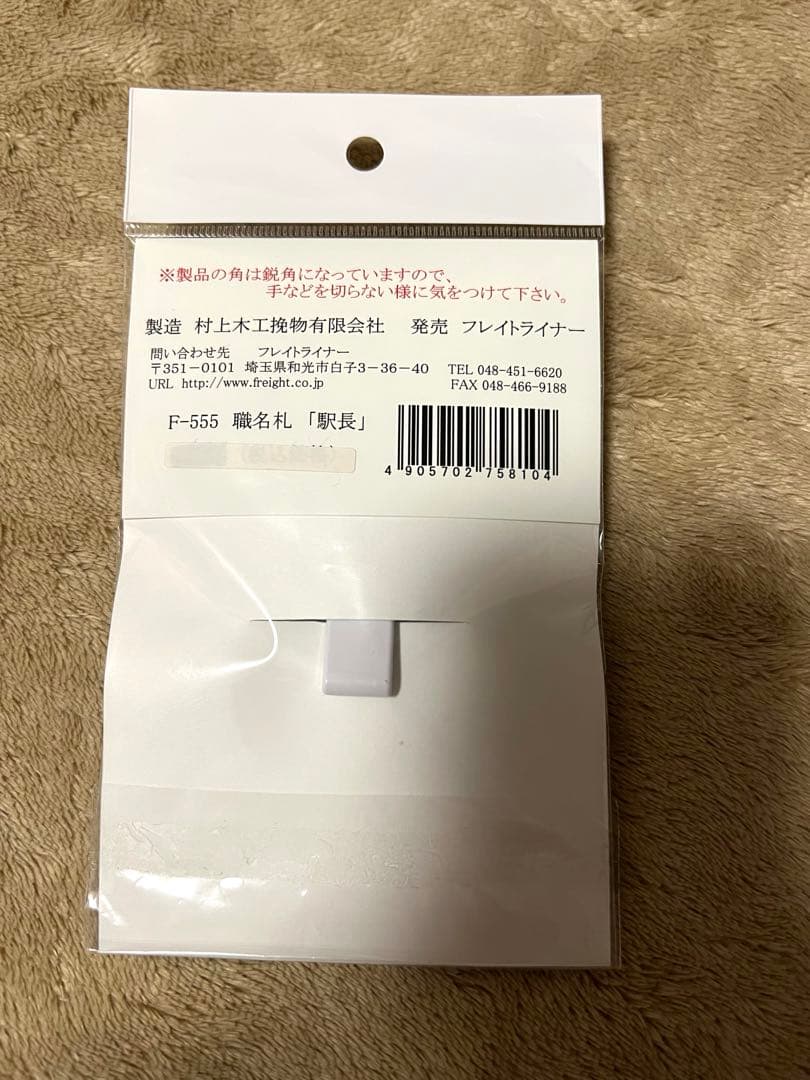 ※製品の角は鋭角になっていますので、
手などを切らない様に気をつけて下さい。
製造 村上木工挽物有限会社 発売 フレイトライナー
問い合わせ先 フレイトライナー
〒351-0101 埼玉県和光市白子3-36-40 TEL 048-451-6620
URL http://www.freight.co.jp FAX 048-466-9188
F-555 職名札 「駅長」
4 905702 758104